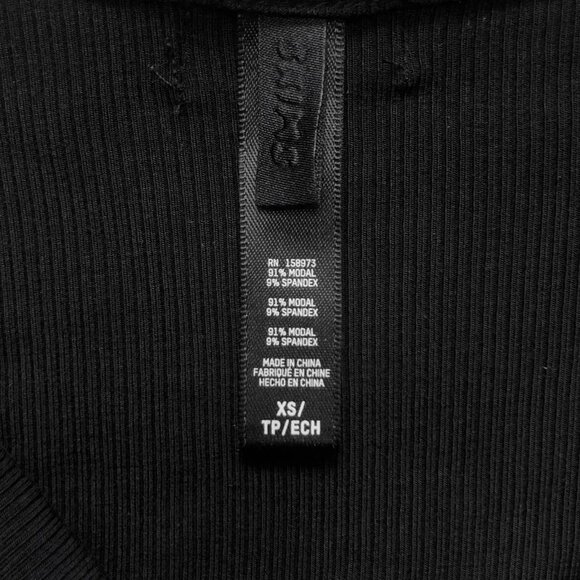 SKIMS
RN 158973
91% MODAL
9% SPANDEX
91% MODAL
9% SPANDEX
91% MODAL
9% SPANDEX
MADE IN CHINA
FABRIQUÉ EN CHINE
HECHO EN CHINA
XS/
TP/ECH